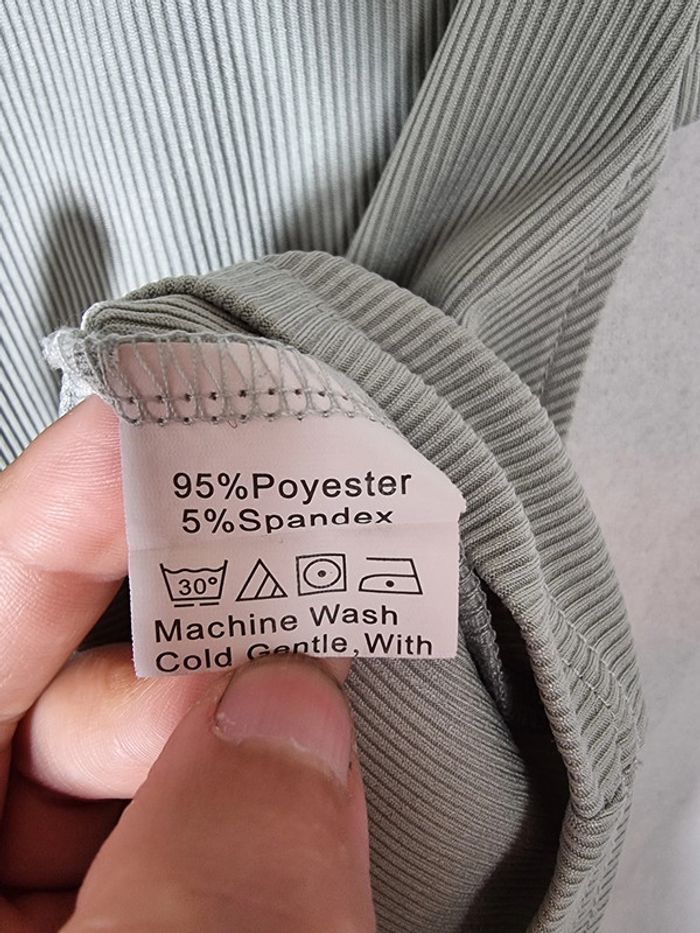 95%Poyester
5%Spandex
30°
Machine Wash
Cold Gentle,With